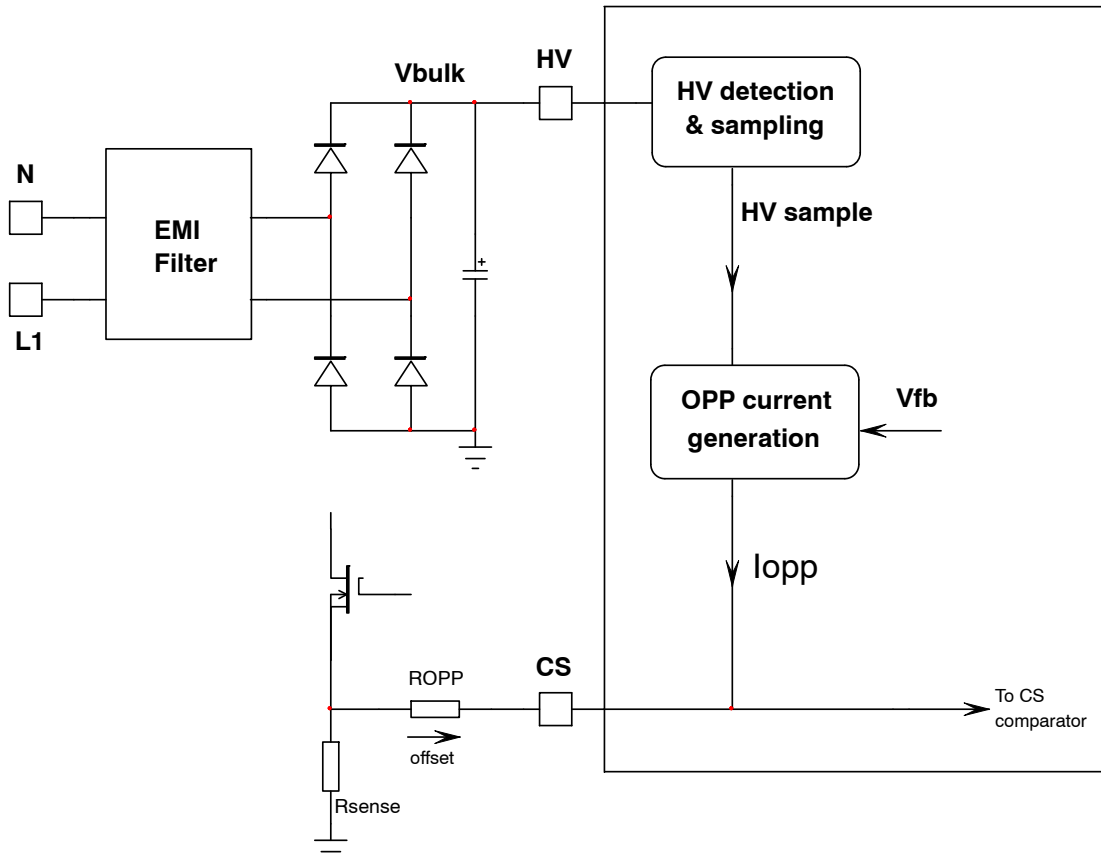 HV
Vbulk
HV detection
& sampling
N
HV sample
EMI
Filter
+
L1
OPP current
generation
Vfb
Iopp
CS
ROPP
To CS
comparator
offset
Rsense